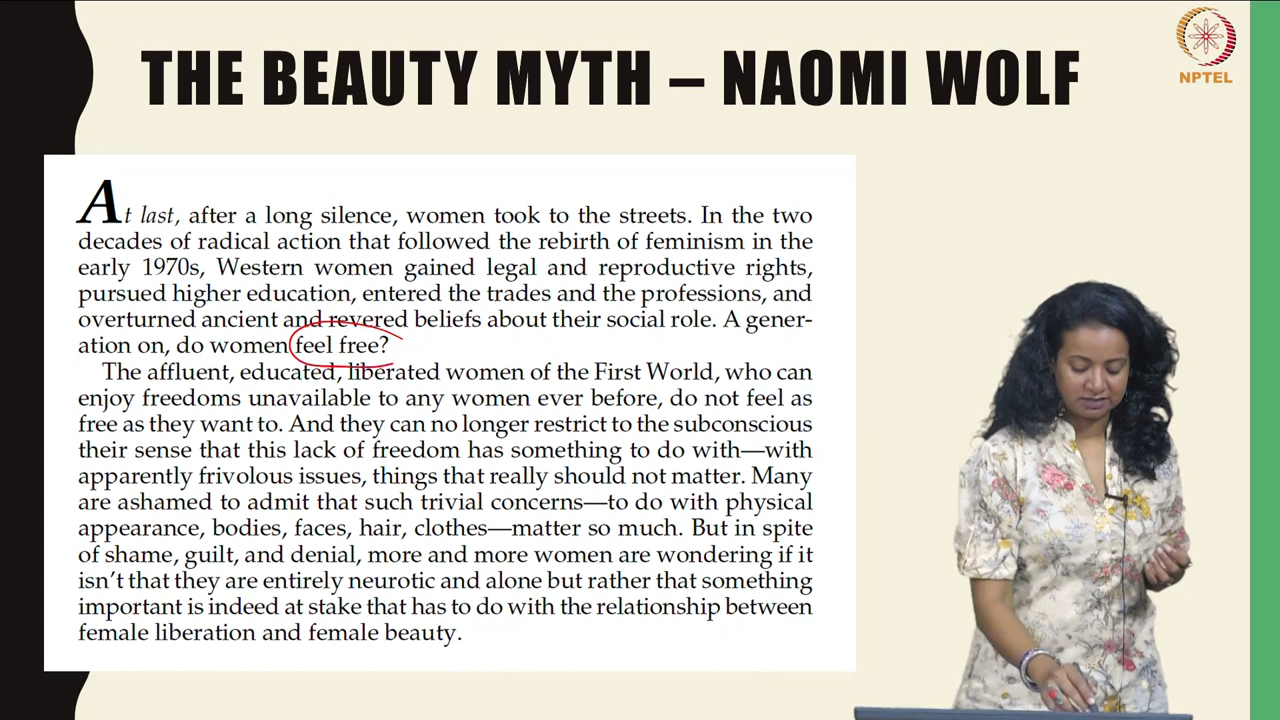 THE BEAUTY MYTH – NAOMI WOLF
NPTEL
At last, after a long silence, women took to the streets. In the two
decades of radical action that followed the rebirth of feminism in the
early 1970s, Western women gained legal and reproductive rights,
pursued higher education, entered the trades and the professions, and
overturned ancient and revered beliefs about their social role. A gener-
ation on, do women feel free?
The affluent, educated, liberated women of the First World, who can
enjoy freedoms unavailable to any women ever before, do not feel as
free as they want to. And they can no longer restrict to the subconscious
their sense that this lack of freedom has something to do with—with
apparently frivolous issues, things that really should not matter. Many
are ashamed to admit that such trivial concerns—to do with physical
appearance, bodies, faces, hair, clothes—matter so much. But in spite
of shame, guilt, and denial, more and more women are wondering if it
isn't that they are entirely neurotic and alone but rather that something
important is indeed at stake that has to do with the relationship between
female liberation and female beauty.